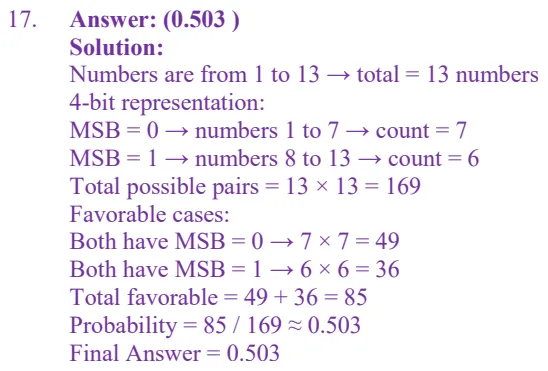 17. Answer: (0.503 )
Solution:
Numbers are from 1 to 13 → total = 13 numbers
4-bit representation:
MSB = 0 → numbers 1 to 7 → count = 7
MSB = 1 → numbers 8 to 13 → count = 6
Total possible pairs = 13 × 13 = 169
Favorable cases:
Both have MSB = 0 → 7 × 7 = 49
Both have MSB = 1 → 6 × 6 = 36
Total favorable = 49 + 36 = 85
Probability = 85 / 169 ≈ 0.503
Final Answer = 0.503